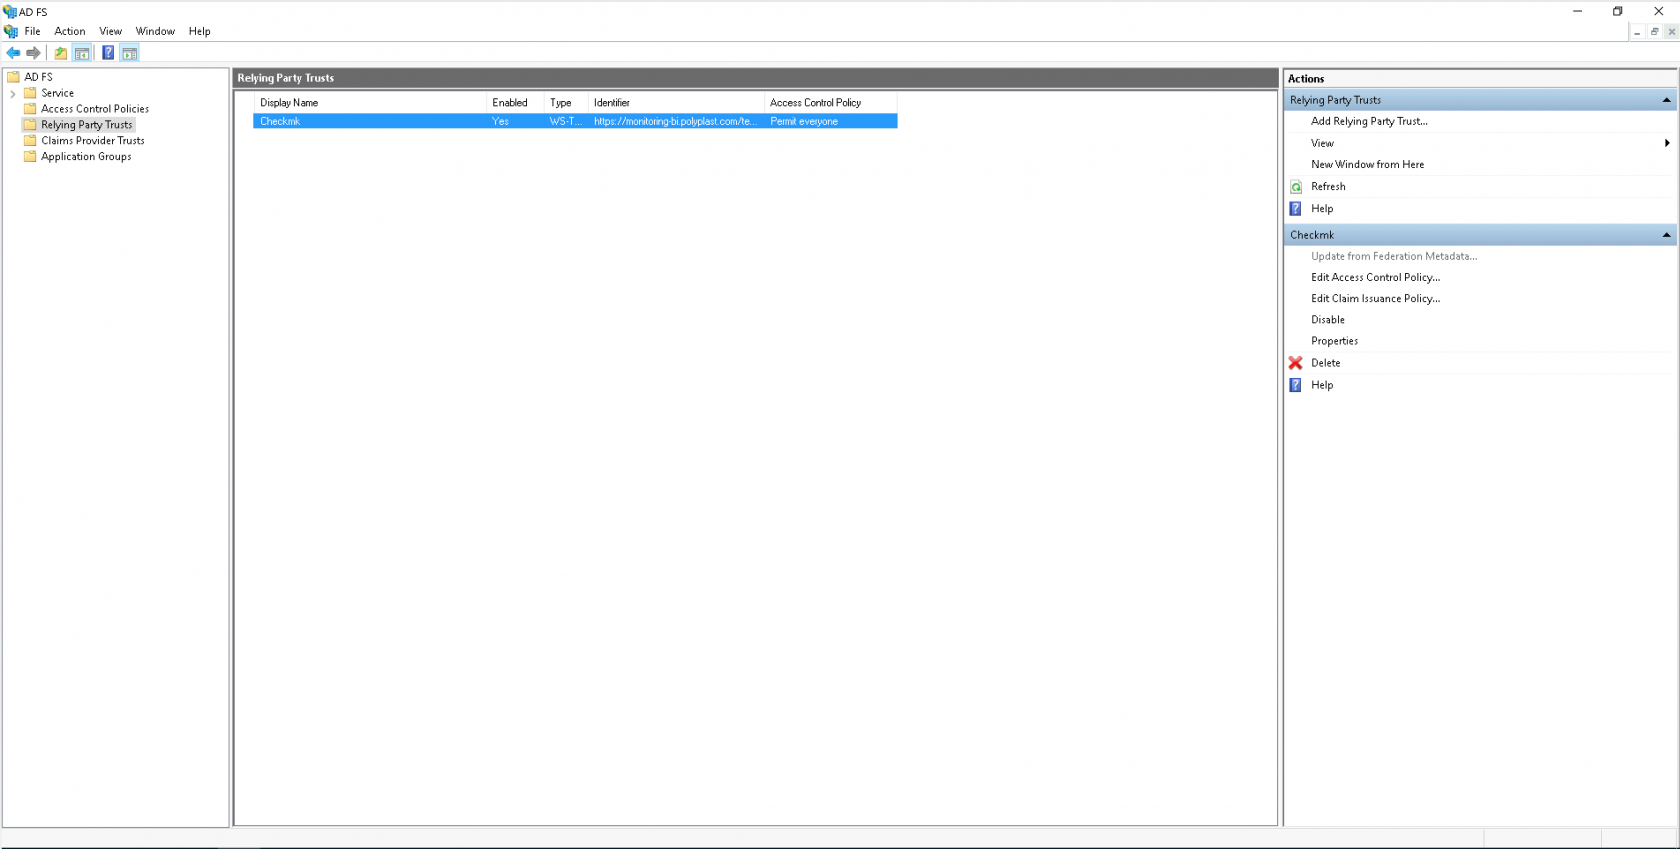 AD FS
File Action View Window Help
AD FS
Service
Access Control Policies
Relying Party Trusts
Claims Provider Trusts
Application Groups
Relying Party Trusts
Display Name Enabled Type Identifier Access Control Policy
Checkmk Yes WS-T... https://monitoring-bi.polyplast.com/te... Permit everyone
Actions
Relying Party Trusts
Add Relying Party Trust...
View
New Window from Here
Refresh
Help
Checkmk
Update from Federation Metadata...
Edit Access Control Policy...
Edit Claim Issuance Policy...
Disable
Properties
Delete
Help